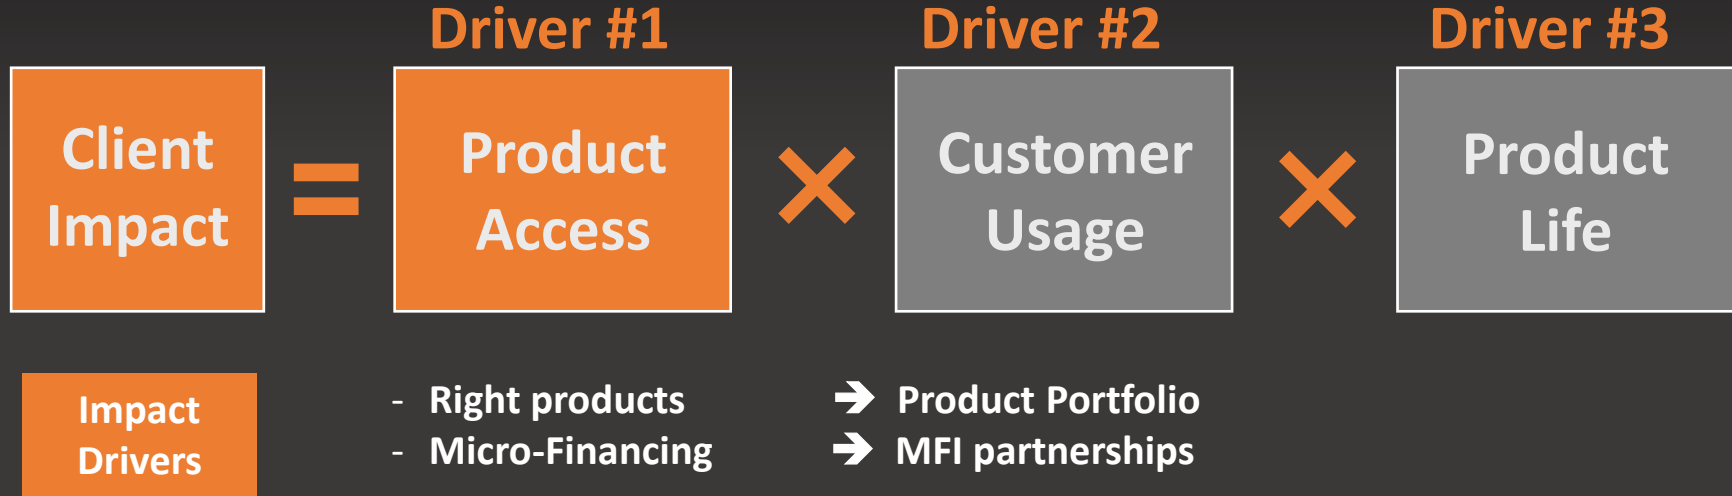 Driver #1 Driver #2 Driver #3
Client Impact = Product Access × Customer Usage × Product Life
Impact Drivers
- Right products ➔ Product Portfolio
- Micro-Financing ➔ MFI partnerships